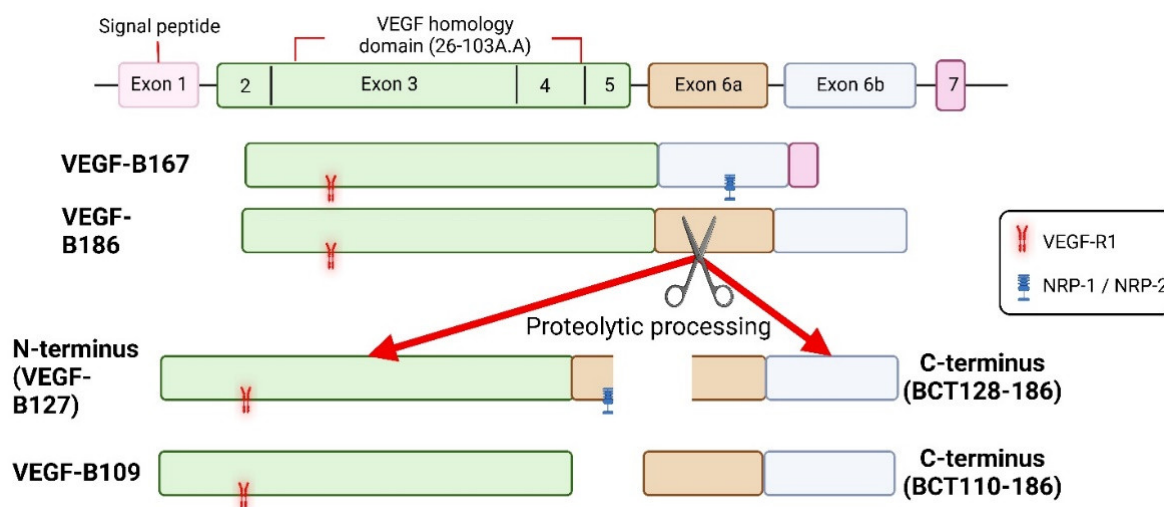 Signal peptide
VEGF homology
domain (26-103A.A)
Exon 1
2
Exon 3
4
5
Exon 6a
Exon 6b
7
VEGF-B167
VEGF-
B186
VEGF-R1
NRP-1 / NRP-2
Proteolytic processing
N-terminus
(VEGF-
B127)
C-terminus
(BCT128-186)
VEGF-B109
C-terminus
(BCT110-186)